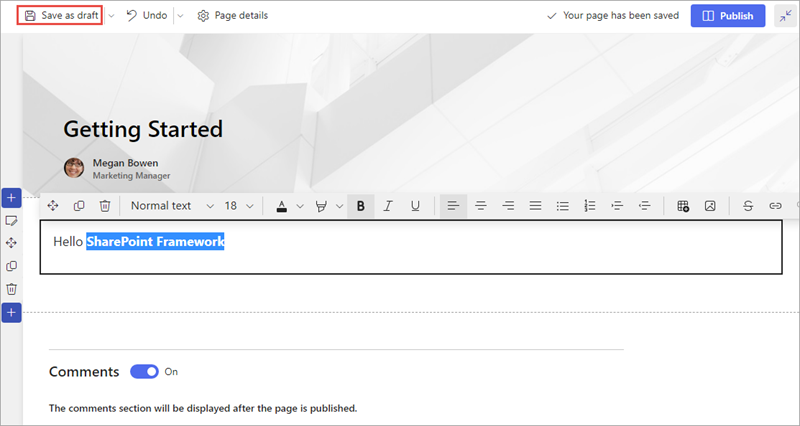 Save as draft Undo Page details Your page has been saved Publish
Getting Started
Megan Bowen
Marketing Manager
Normal text 18 A B I U S
Hello SharePoint Framework
Comments On
The comments section will be displayed after the page is published.